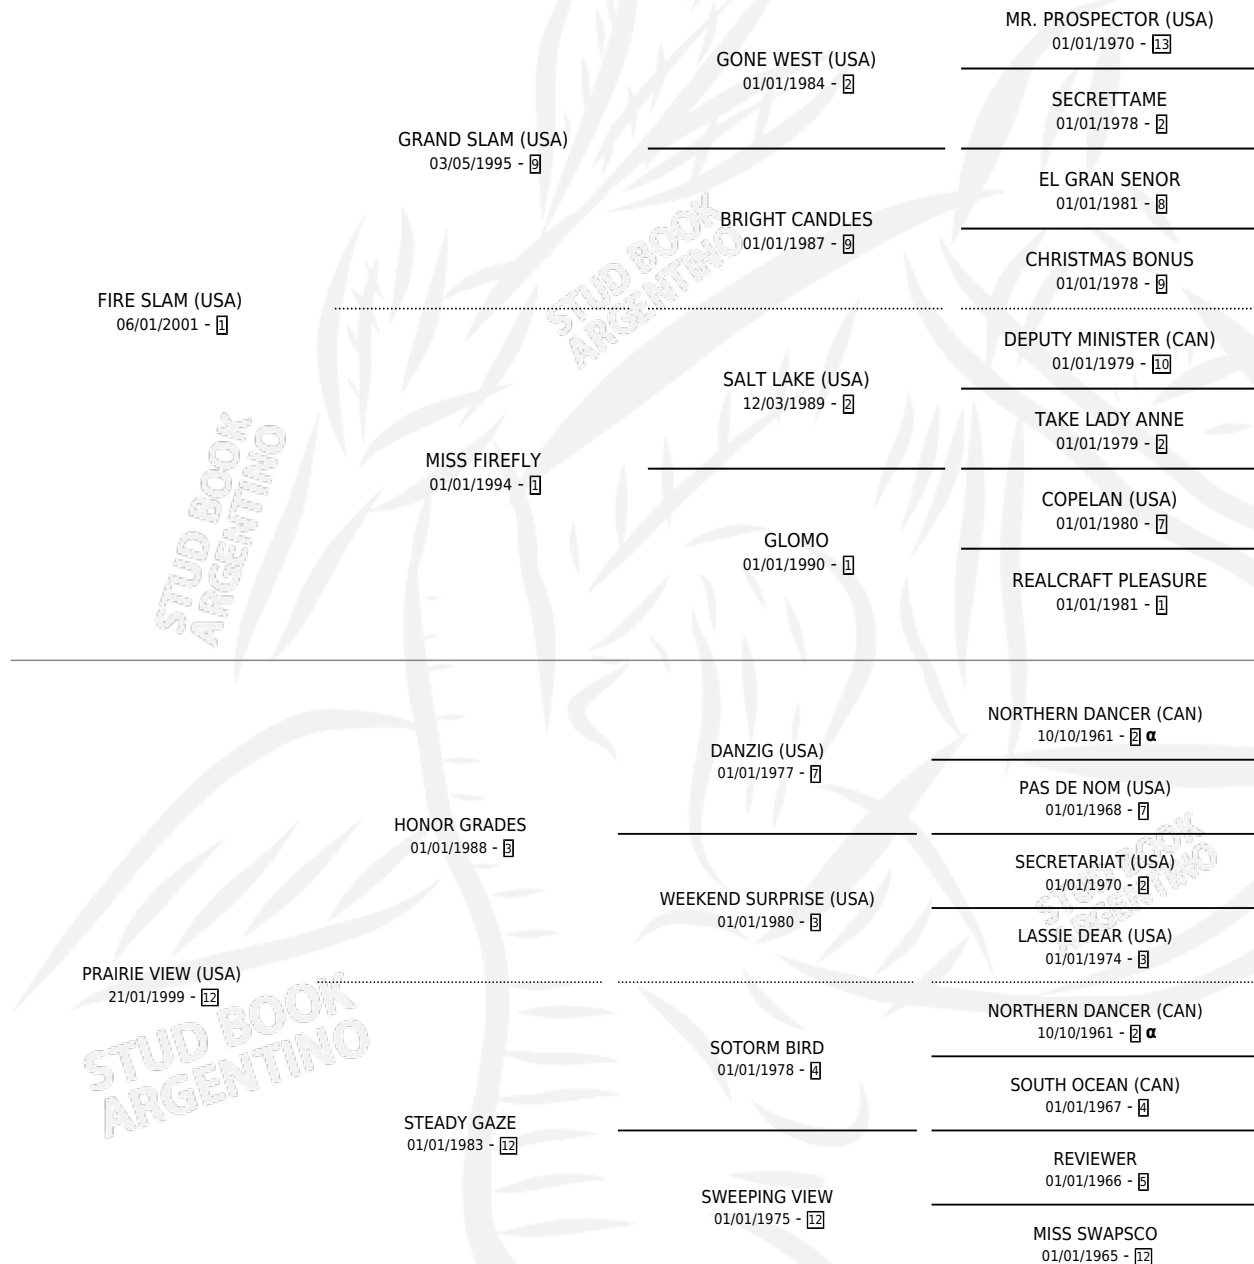 MR. PROSPECTOR (USA)
01/01/1970 - 13
GONE WEST (USA)
01/01/1984 - 2
SECRETTAME
01/01/1978 - 2
GRAND SLAM (USA)
03/05/1995 - 9
EL GRAN SENOR
01/01/1981 - 8
BRIGHT CANDLES
01/01/1987 - 9
CHRISTMAS BONUS
01/01/1978 - 9
FIRE SLAM (USA)
06/01/2001 - 1
DEPUTY MINISTER (CAN)
01/01/1979 - 10
SALT LAKE (USA)
12/03/1989 - 2
TAKE LADY ANNE
01/01/1979 - 2
MISS FIREFLY
01/01/1994 - 1
COPELAN (USA)
01/01/1980 - 7
GLOMO
01/01/1990 - 1
REALCRAFT PLEASURE
01/01/1981 - 1
NORTHERN DANCER (CAN)
10/10/1961 - 2 α
DANZIG (USA)
01/01/1977 - 7
PAS DE NOM (USA)
01/01/1968 - 7
HONOR GRADES
01/01/1988 - 3
SECRETARIAT (USA)
01/01/1970 - 2
WEEKEND SURPRISE (USA)
01/01/1980 - 3
LASSIE DEAR (USA)
01/01/1974 - 3
PRAIRIE VIEW (USA)
21/01/1999 - 12
NORTHERN DANCER (CAN)
10/10/1961 - 2 α
SOTORM BIRD
01/01/1978 - 4
SOUTH OCEAN (CAN)
01/01/1967 - 4
STEADY GAZE
01/01/1983 - 12
REVIEWER
01/01/1966 - 5
SWEEPING VIEW
01/01/1975 - 12
MISS SWAPSCO
01/01/1965 - 12
STUD BOOK
ARGENTINO
STUD BOOK
ARGENTINO
STUD BOOK
ARGENTINO
STUD BOOK
ARGENTINO